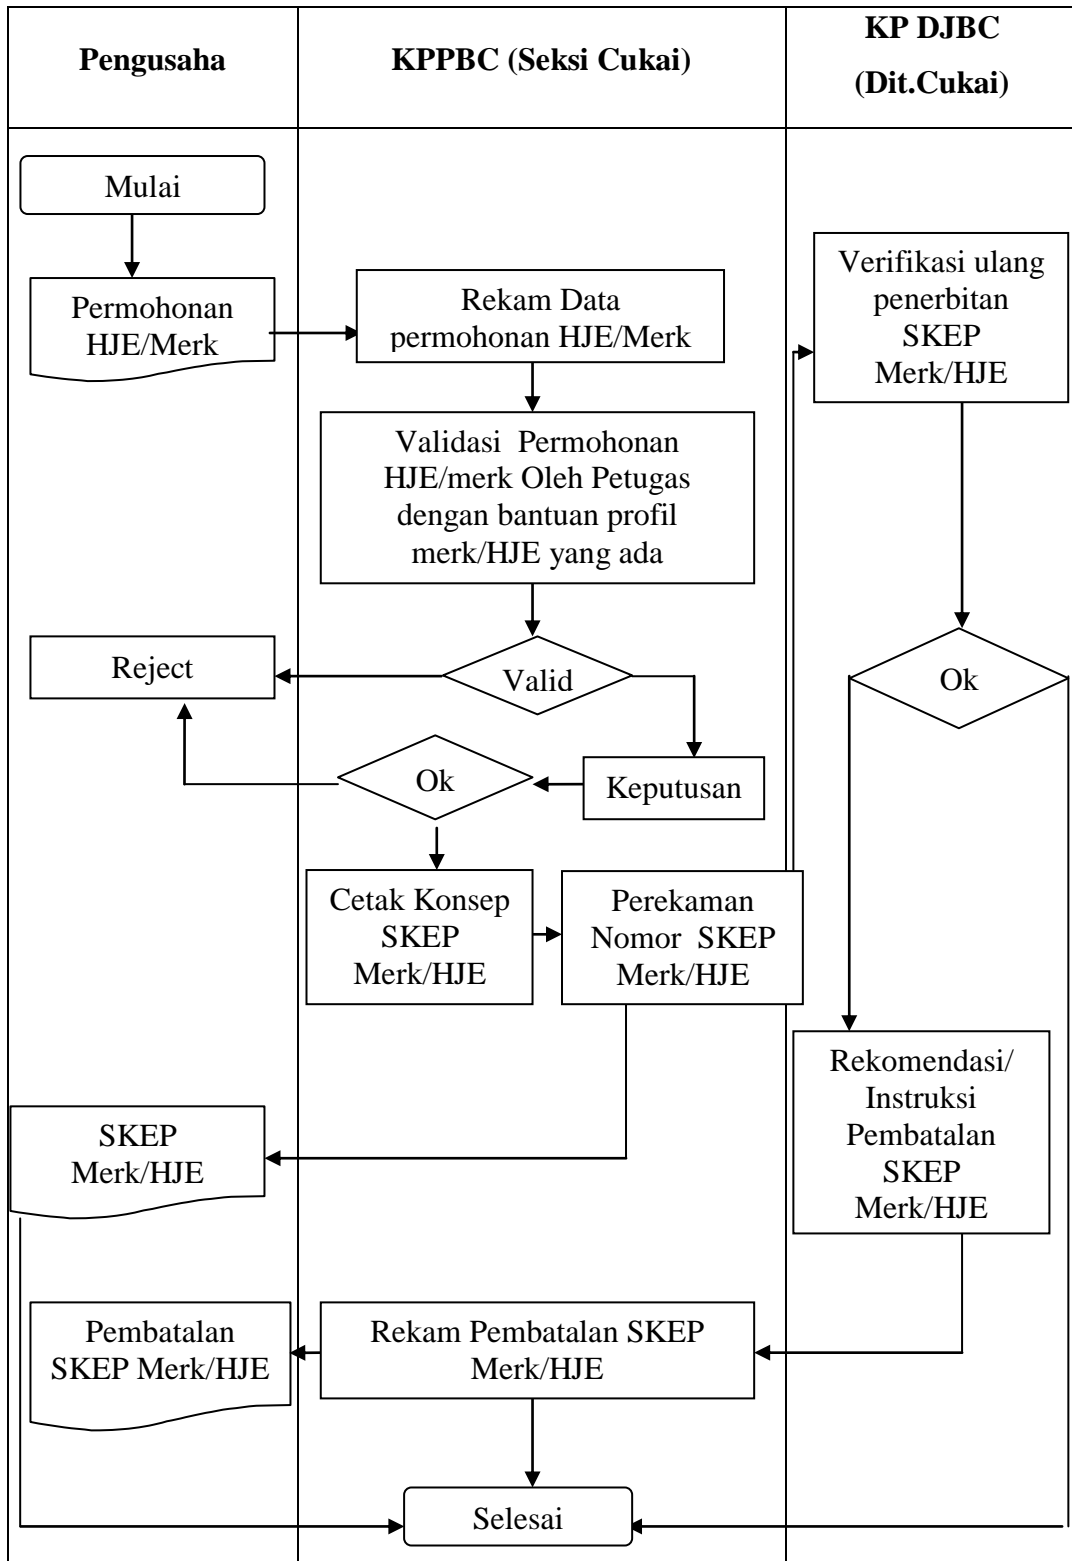 Pengusaha
KPPBC (Seksi Cukai)
KP DJBC
(Dit.Cukai)
Mulai
Permohonan
HJE/Merk
Rekam Data
permohonan HJE/Merk
Verifikasi ulang
penerbitan
SKEP
Merk/HJE
Validasi Permohonan
HJE/merk Oleh Petugas
dengan bantuan profil
merk/HJE yang ada
Reject
Valid
Ok
Ok
Keputusan
Cetak Konsep
SKEP
Merk/HJE
Perekaman
Nomor SKEP
Merk/HJE
Rekomendasi/
Instruksi
Pembatalan
SKEP
Merk/HJE
SKEP
Merk/HJE
Pembatalan
SKEP Merk/HJE
Rekam Pembatalan SKEP
Merk/HJE
Selesai